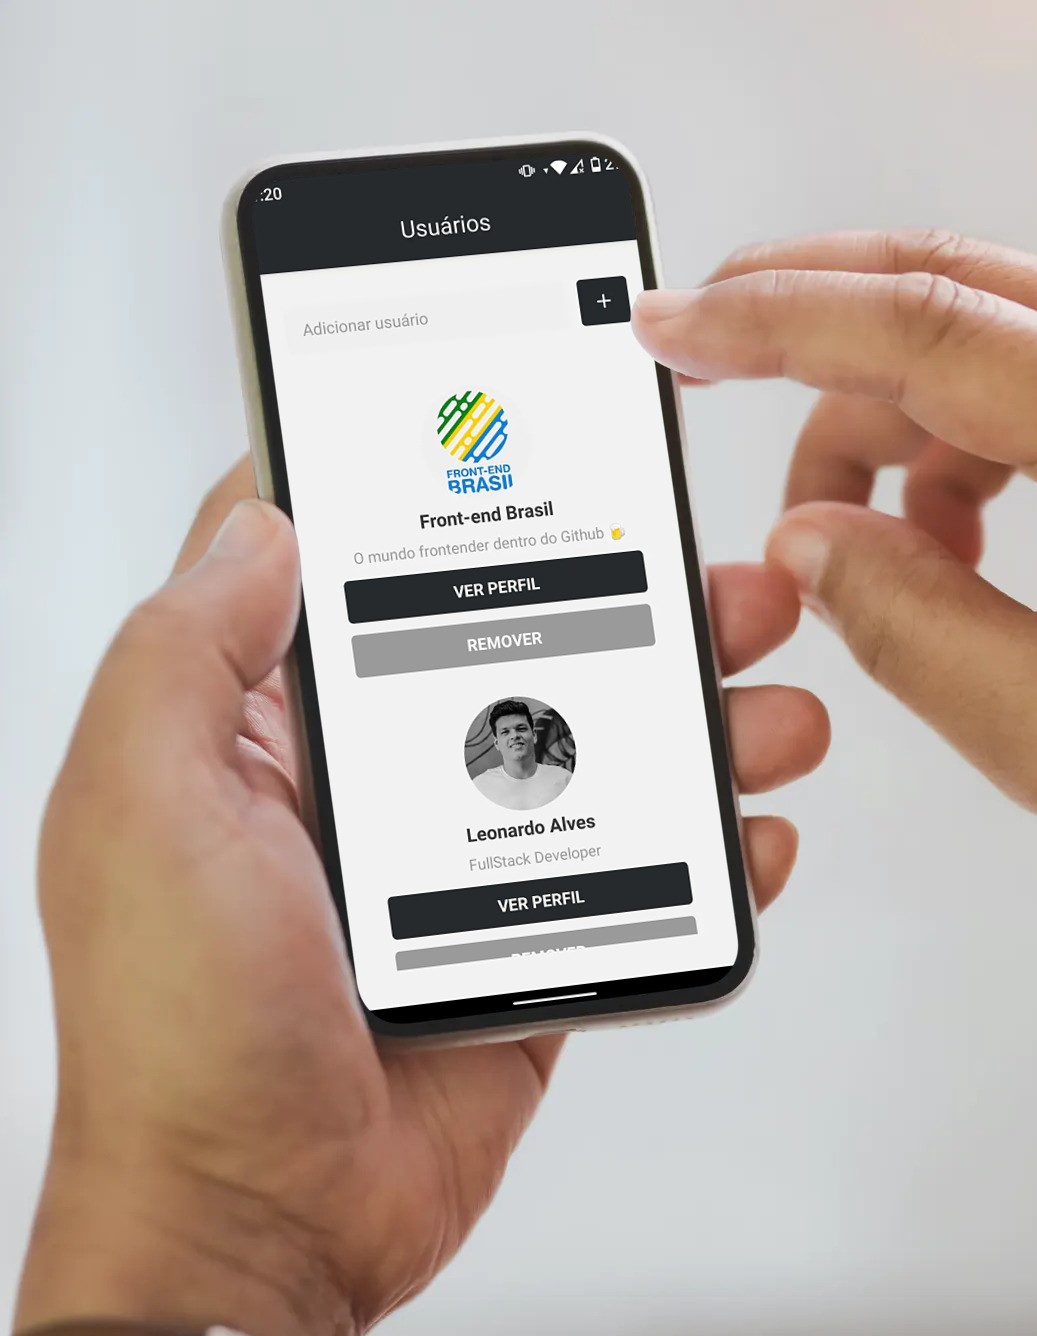 :20
Usuários
Adicionar usuário
+
FRONT-END
BRASIL
Front-end Brasil
O mundo frontender dentro do Github 🍺
VER PERFIL
REMOVER
Leonardo Alves
FullStack Developer
VER PERFIL
REMOVER